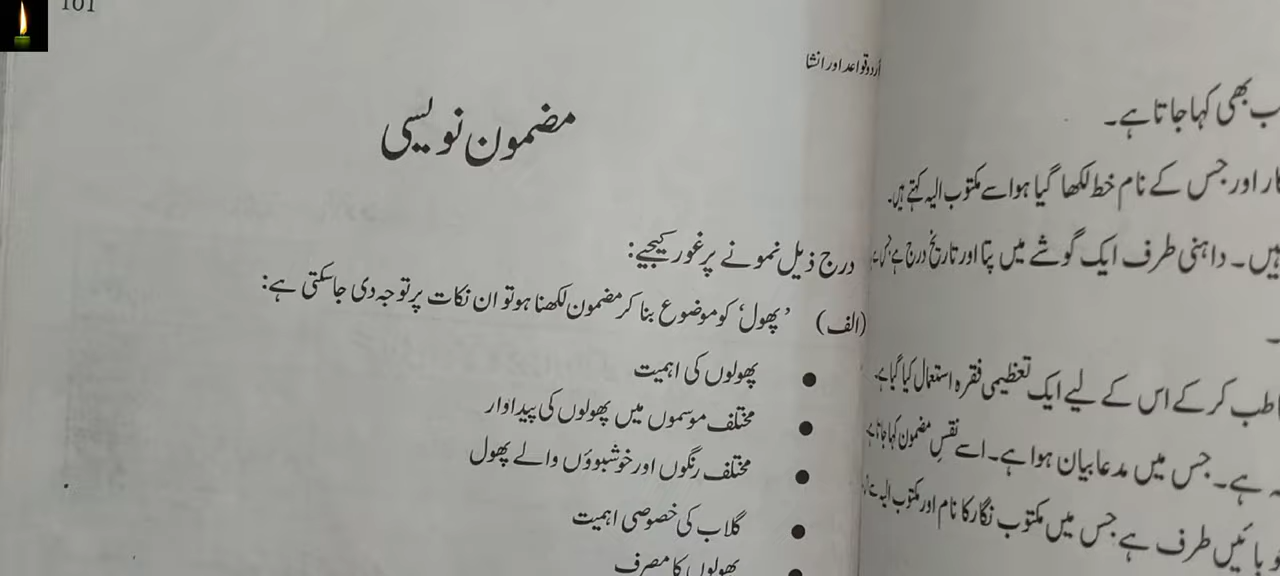 101
اُردو قواعد اور انشا
مضمون نویسی
درج ذیل نمونے پر غور کیجیے:
(الف) ’پھول‘ کو موضوع بنا کر مضمون لکھنا ہو تو ان نکات پر توجہ دی جا سکتی ہے:
● پھولوں کی اہمیت
● مختلف موسموں میں پھولوں کی پیداوار
● مختلف رنگوں اور خوشبوؤں والے پھول
● گلاب کی خصوصی اہمیت
● پھولوں کا مصرف
بھی کہا جاتا ہے۔
اور جس کے نام خط لکھا گیا ہو اسے مکتوب الیہ کہتے ہیں۔
ہیں۔ داہنی طرف ایک گوشے میں پتا اور تاریخ درج ہے
کر کے اس کے لیے ایک تعظیمی فقرہ استعمال کیا گیا ہے۔
ہے۔ جس میں مدعا بیان ہوا ہے۔ اسے نفسِ مضمون کہا جاتا ہے
بائیں طرف ہے جس میں مکتوب نگار کا نام اور مکتوب الیہ سے